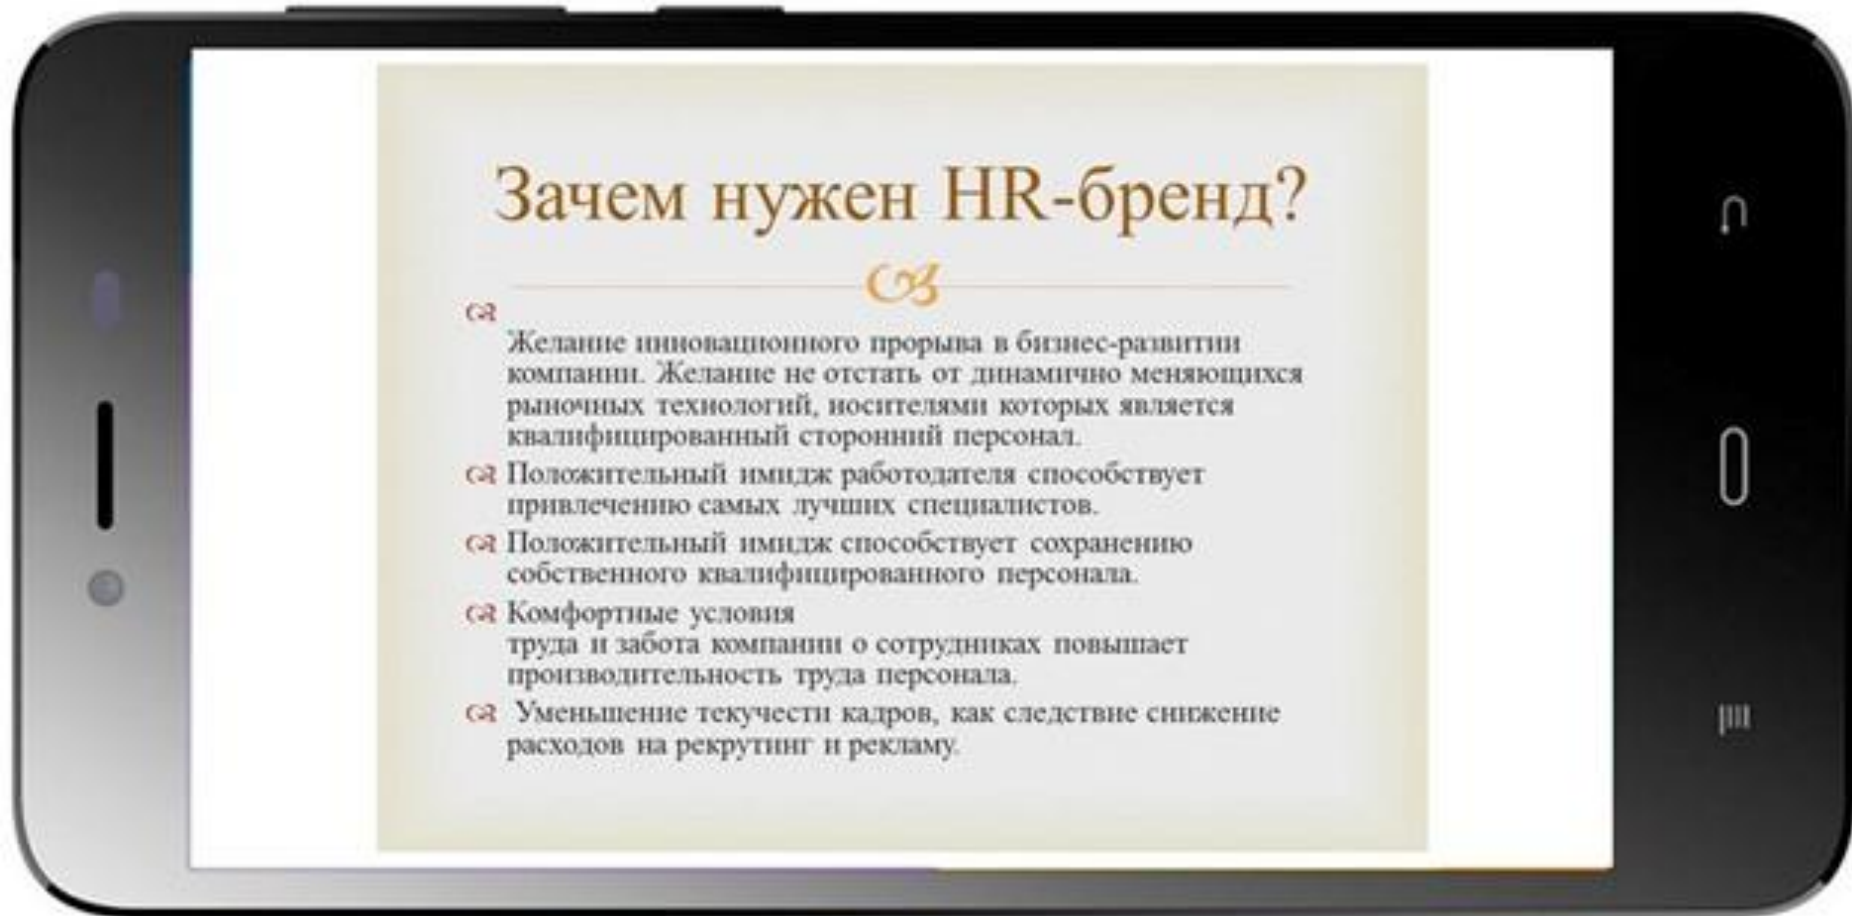 Зачем нужен HR-бренд?
Желание инновационного прорыва в бизнес-развитии
компании. Желание не отстать от динамично меняющихся
рыночных технологий, носителями которых является
квалифицированный сторонний персонал.
Положительный имидж работодателя способствует
привлечению самых лучших специалистов.
Положительный имидж способствует сохранению
собственного квалифицированного персонала.
Комфортные условия
труда и забота компании о сотрудниках повышает
производительность труда персонала.
Уменьшение текучести кадров, как следствие снижение
расходов на рекрутинг и рекламу.